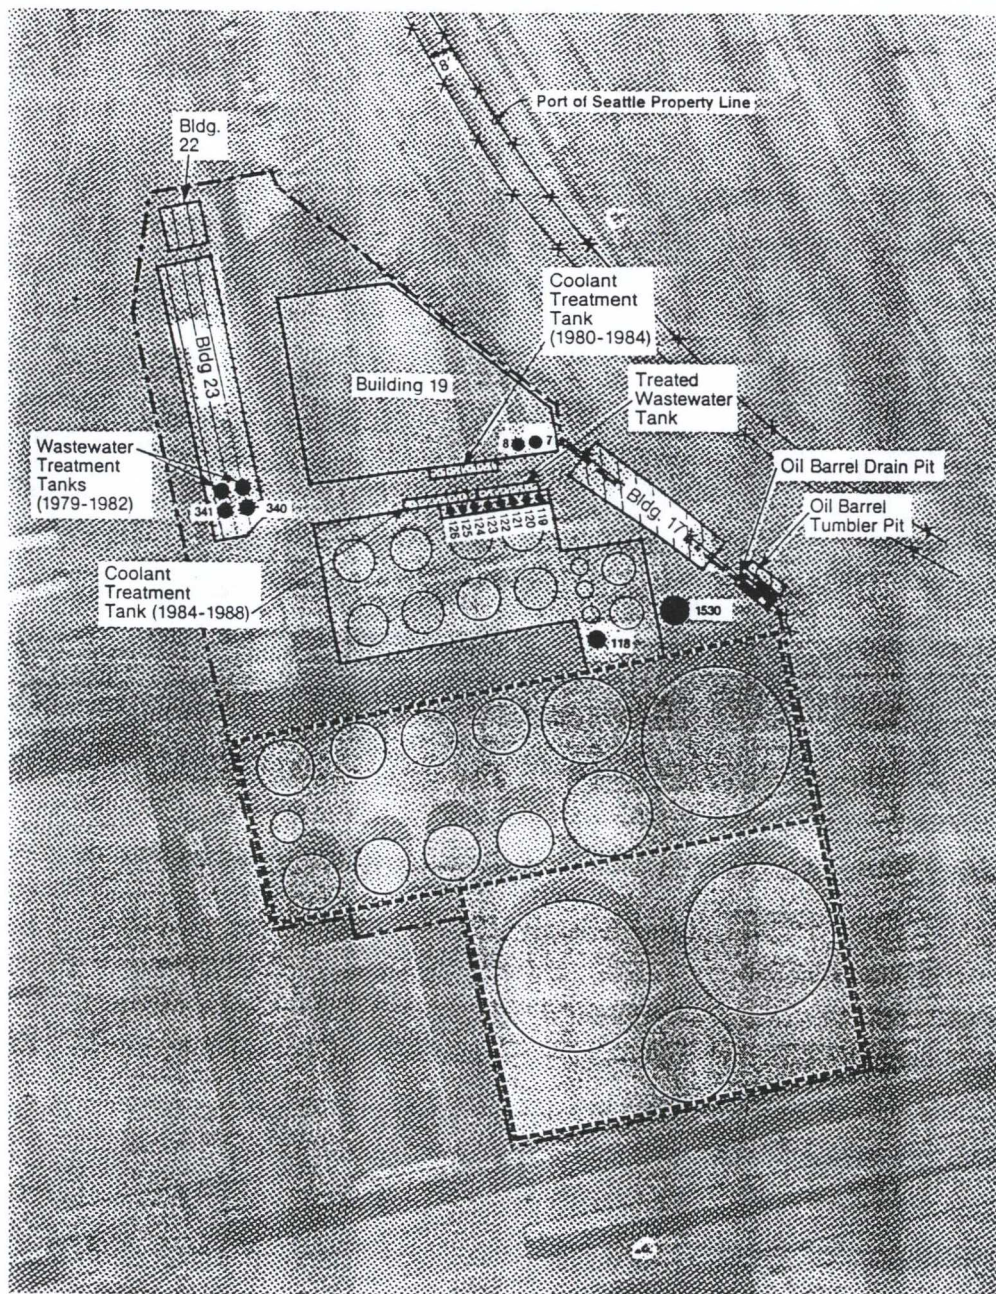 "8"
Port of Seattle Property Line
Bldg.
22
Coolant
Treatment
Tank
(1980-1984)
Bldg 23
Building 19
Treated
Wastewater
Tank
8
7
Wastewater
Treatment
Tanks
(1979-1982)
341
340
Oil Barrel Drain Pit
Bldg. 17
Oil Barrel
Tumbler Pit
126
125
124
123
122
121
120
119
Coolant
Treatment
Tank (1984-1988)
1530
118